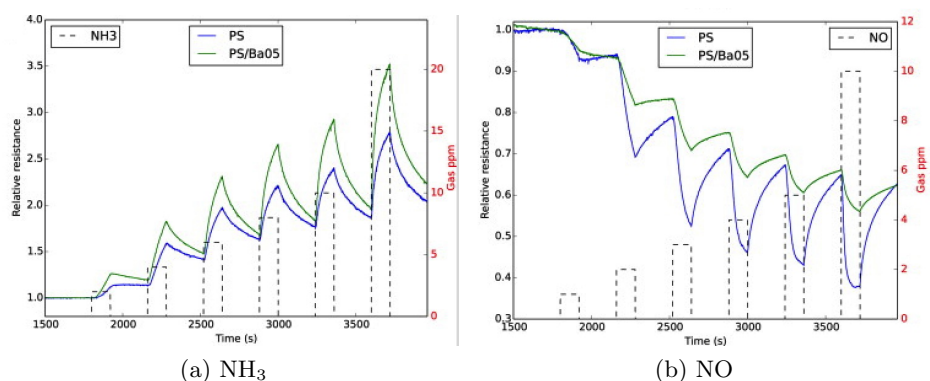 4.0
3.5
3.0
2.5
2.0
1.5
1.0
Relative resistance
NH3
PS
PS/Ba05
20
15
10
5
0
Gas ppm
1500 2000 2500 3000 3500
Time (s)
(a) NH₃
1.0
0.9
0.8
0.7
0.6
0.5
0.4
0.3
Relative resistance
PS
PS/Ba05
NO
12
10
8
6
4
2
0
Gas ppm
1500 2000 2500 3000 3500
Time (s)
(b) NO